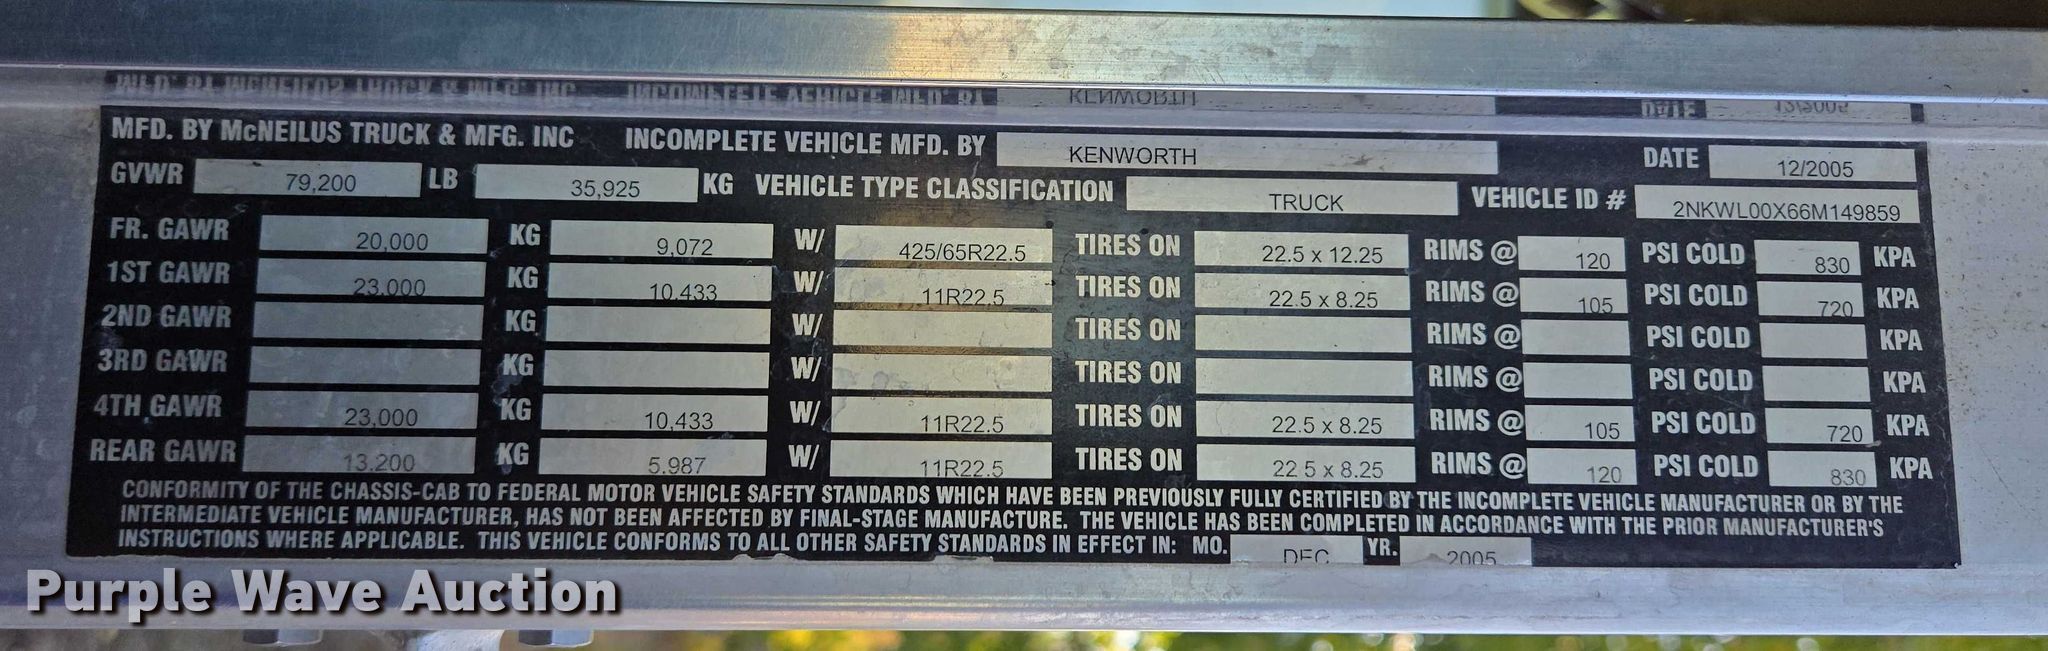 MFD. BY McNEILUS TRUCK & MFG. INC INCOMPLETE VEHICLE MFD. BY KENWORTH DATE 12/2005
GVWR 79,200 LB 35,925 KG VEHICLE TYPE CLASSIFICATION TRUCK VEHICLE ID # 2NKWL00X66M149859
FR. GAWR 20,000 KG 9,072 W/ 425/65R22.5 TIRES ON 22.5 x 12.25 RIMS @ 120 PSI COLD 830 KPA
1ST GAWR 23,000 KG 10,433 W/ 11R22.5 TIRES ON 22.5 x 8.25 RIMS @ 105 PSI COLD 720 KPA
2ND GAWR KG W/ TIRES ON RIMS @ PSI COLD KPA
3RD GAWR KG W/ TIRES ON RIMS @ PSI COLD KPA
4TH GAWR 23,000 KG 10,433 W/ 11R22.5 TIRES ON 22.5 x 8.25 RIMS @ 105 PSI COLD 720 KPA
REAR GAWR 13,200 KG 5,987 W/ 11R22.5 TIRES ON 22.5 x 8.25 RIMS @ 120 PSI COLD 830 KPA
CONFORMITY OF THE CHASSIS-CAB TO FEDERAL MOTOR VEHICLE SAFETY STANDARDS WHICH HAVE BEEN PREVIOUSLY FULLY CERTIFIED BY THE INCOMPLETE VEHICLE MANUFACTURER OR BY THE
INTERMEDIATE VEHICLE MANUFACTURER, HAS NOT BEEN AFFECTED BY FINAL-STAGE MANUFACTURE. THE VEHICLE HAS BEEN COMPLETED IN ACCORDANCE WITH THE PRIOR MANUFACTURER'S
INSTRUCTIONS WHERE APPLICABLE. THIS VEHICLE CONFORMS TO ALL OTHER SAFETY STANDARDS IN EFFECT IN: MO. DEC YR. 2005
Purple Wave Auction